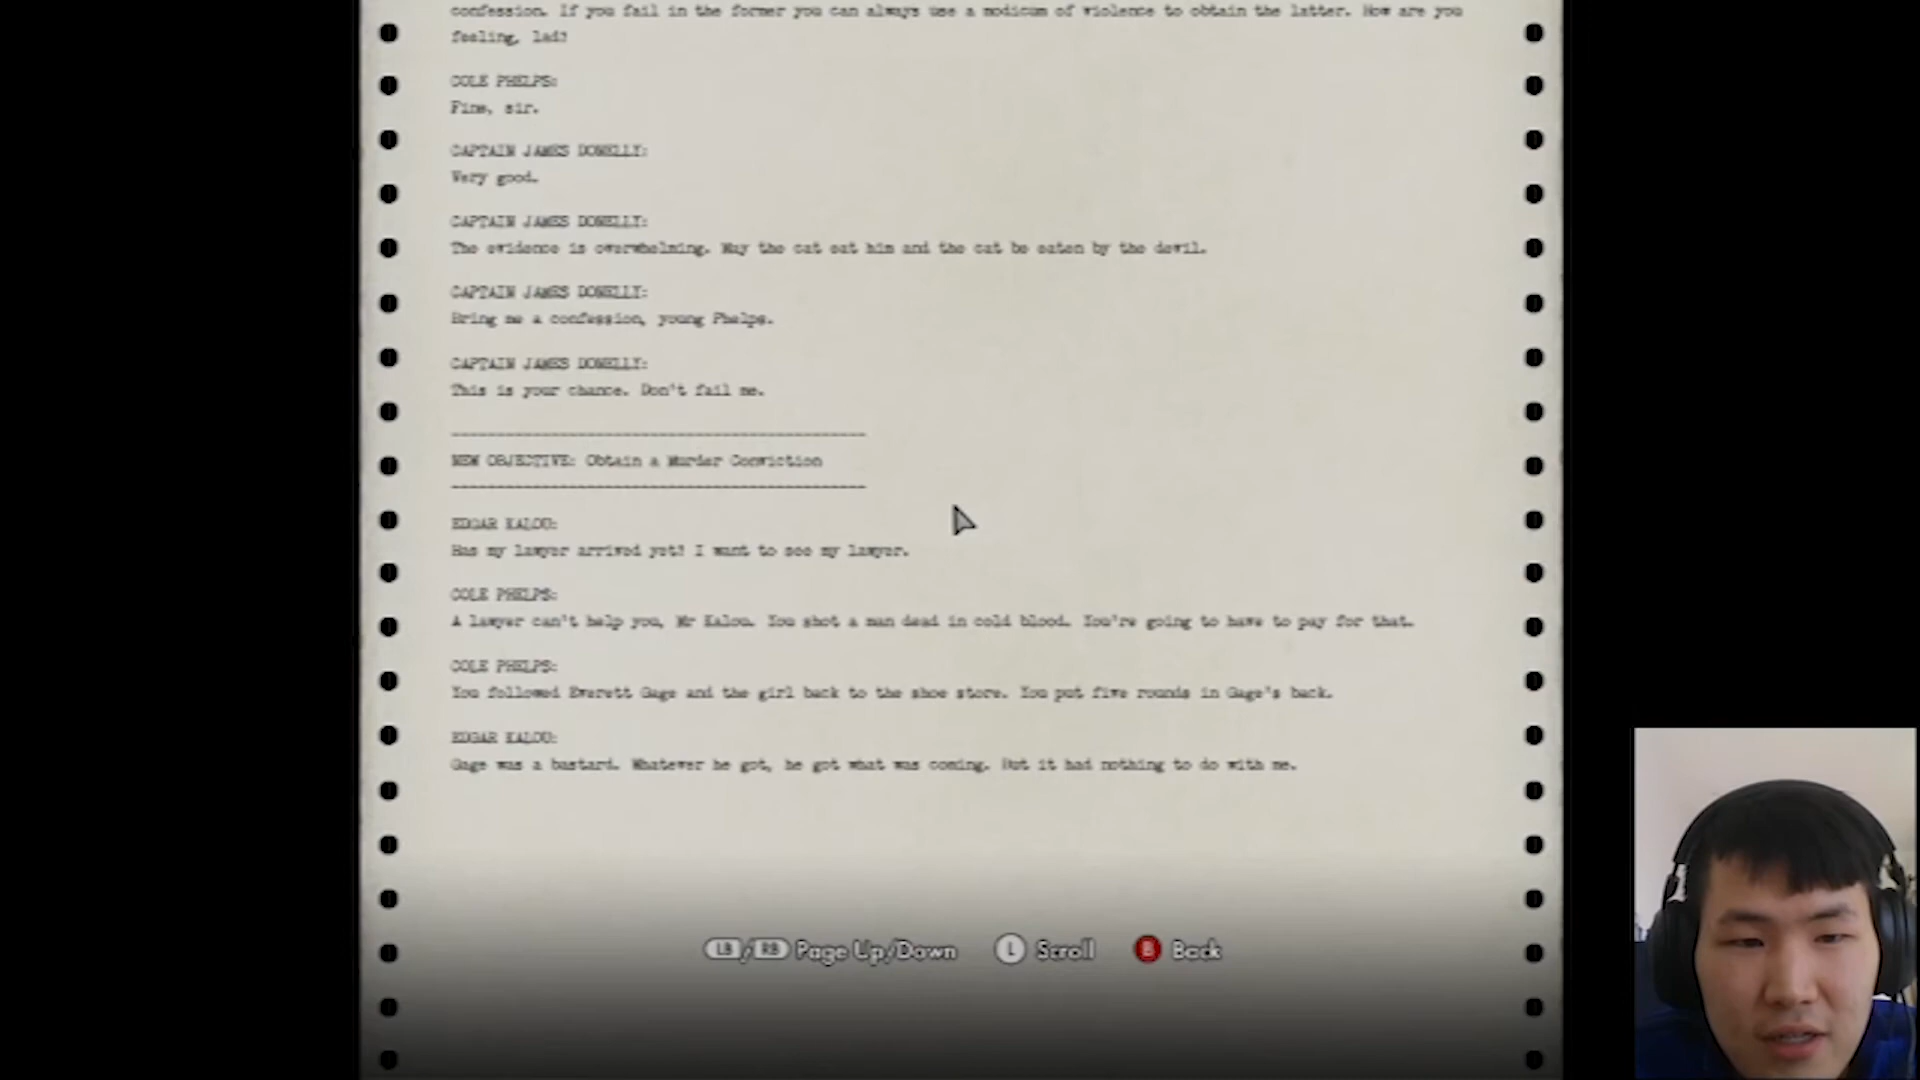 confession. If you fail in the former you can always use a modicum of violence to obtain the latter. How are you
feeling, lad?
COLE PHELPS:
Fine, sir.
CAPTAIN JAMES DONELLY:
Very good.
CAPTAIN JAMES DONELLY:
The evidence is overwhelming. May the cat eat him and the cat be eaten by the devil.
CAPTAIN JAMES DONELLY:
Bring me a confession, young Phelps.
CAPTAIN JAMES DONELLY:
This is your chance. Don't fail me.
NEW OBJECTIVE: Obtain a Murder Conviction
EDGAR KALOU:
Has my lawyer arrived yet? I want to see my lawyer.
COLE PHELPS:
A lawyer can't help you, Mr Kalou. You shot a man dead in cold blood. You're going to have to pay for that.
COLE PHELPS:
You followed Everett Gage and the girl back to the shoe store. You put five rounds in Gage's back.
EDGAR KALOU:
Gage was a bastard. Whatever he got, he got what was coming. But it had nothing to do with me.
LB/RB Page Up/Down L Scroll B Back